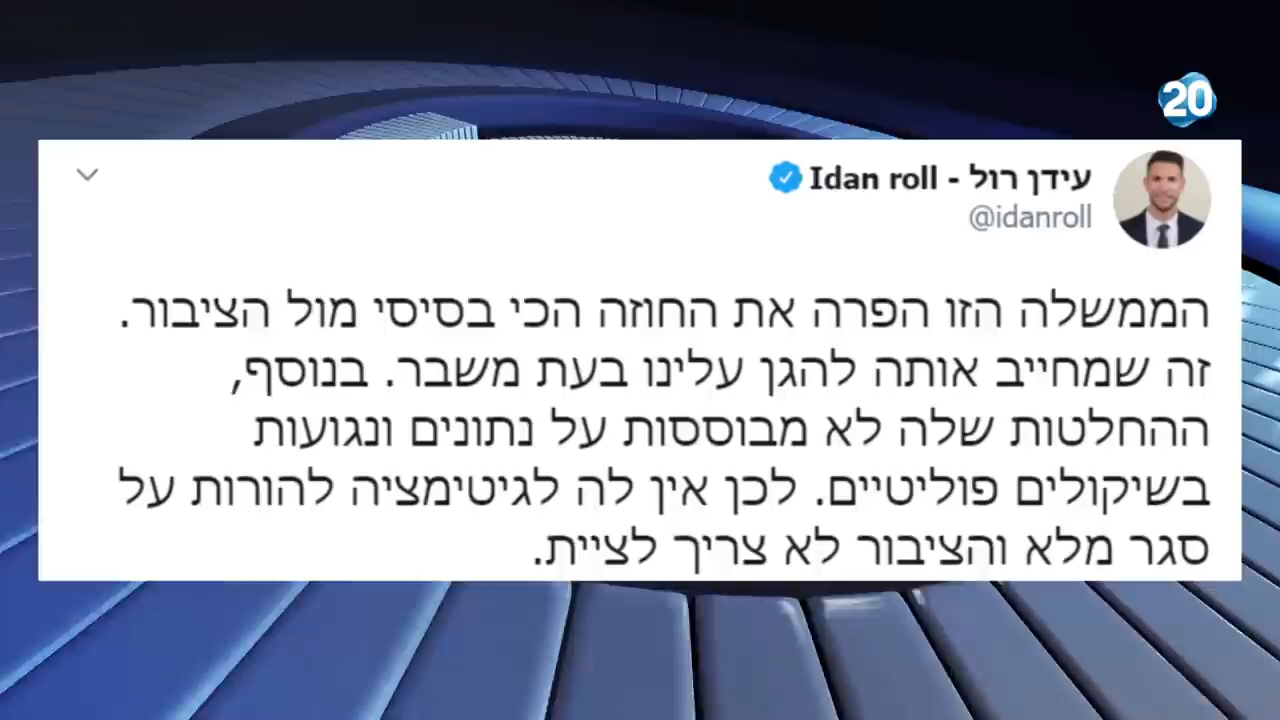 20
עידן רול - Idan roll
@idanroll
הממשלה הזו הפרה את החוזה הכי בסיסי מול הציבור.
זה שמחייב אותה להגן עלינו בעת משבר. בנוסף,
ההחלטות שלה לא מבוססות על נתונים ונגועות
בשיקולים פוליטיים. לכן אין לה לגיטימציה להורות על
סגר מלא והציבור לא צריך לציית.